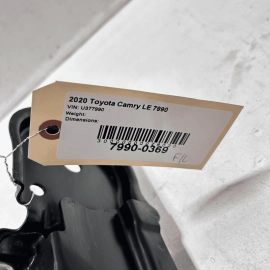 2020 Toyota Camry LE 7990
VIN: U377990
Weight:
Dimensions:
7990-0369
F/L